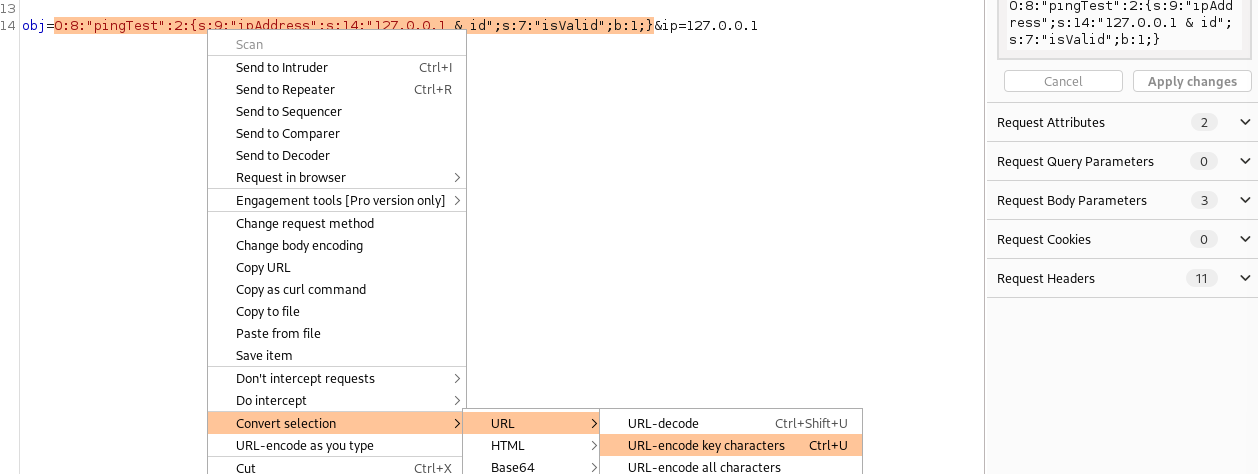 13
14 obj=O:8:"pingTest":2:{s:9:"ipAddress";s:14:"127.0.0.1 & id";s:7:"isValid";b:1;}&ip=127.0.0.1
Scan
Send to Intruder Ctrl+I
Send to Repeater Ctrl+R
Send to Sequencer
Send to Comparer
Send to Decoder
Request in browser
Engagement tools [Pro version only]
Change request method
Change body encoding
Copy URL
Copy as curl command
Copy to file
Paste from file
Save item
Don't intercept requests
Do intercept
Convert selection
URL-encode as you type
Cut Ctrl+X
URL
HTML
Base64
URL-decode Ctrl+Shift+U
URL-encode key characters Ctrl+U
URL-encode all characters
O:8:"pingTest":2:{s:9:"ipAdd
ress";s:14:"127.0.0.1 & id";
s:7:"isValid";b:1;}
Cancel Apply changes
Request Attributes 2
Request Query Parameters 0
Request Body Parameters 3
Request Cookies 0
Request Headers 11